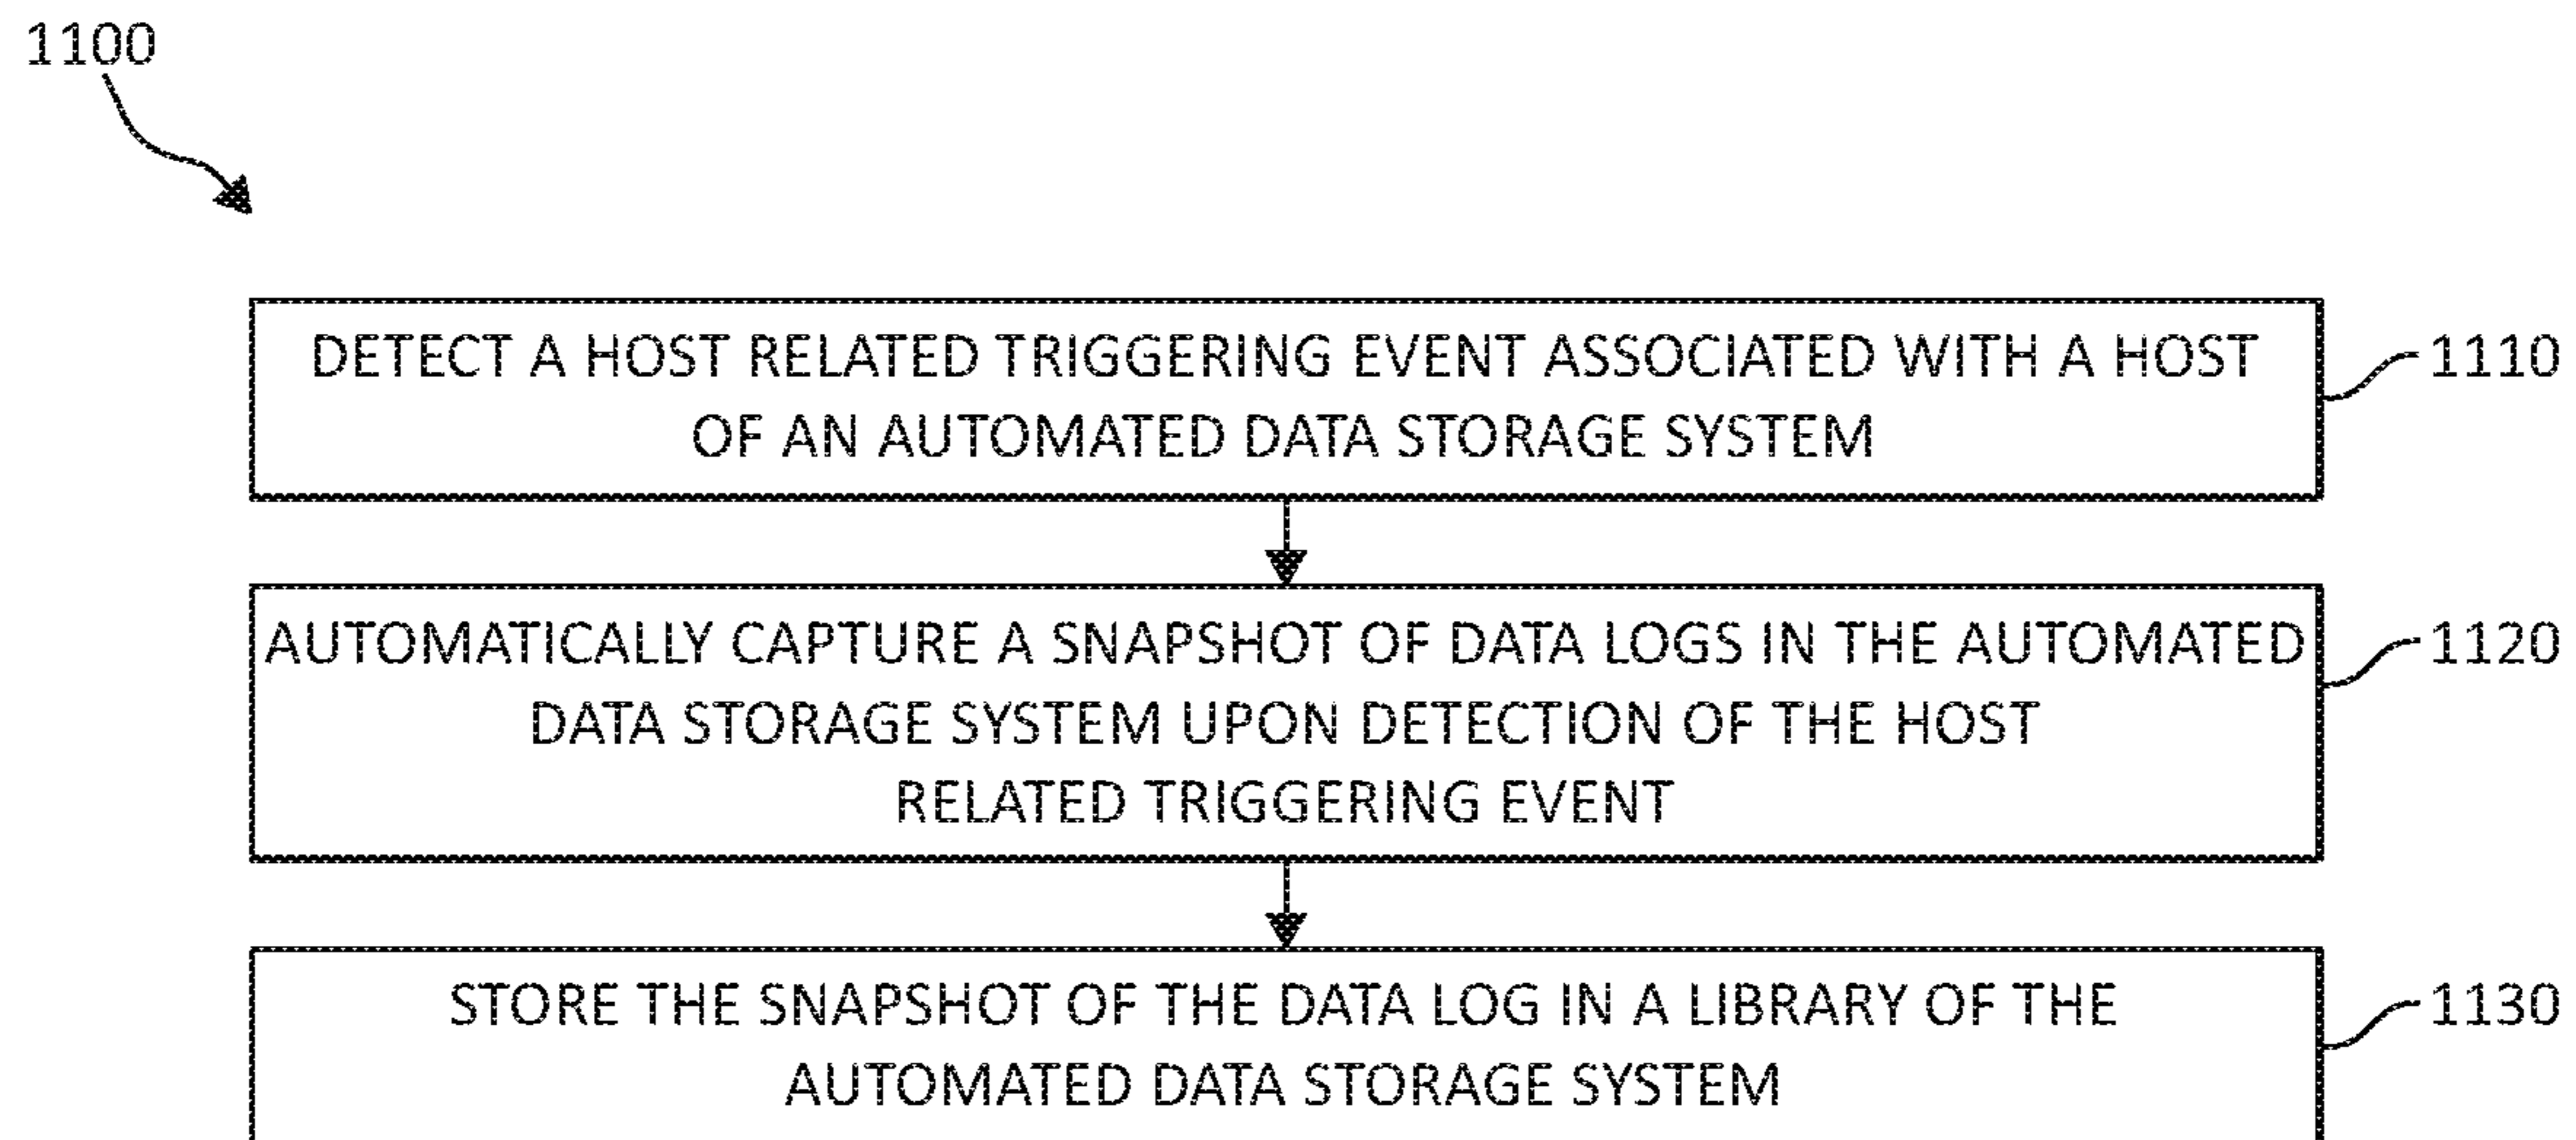 1100
DETECT A HOST RELATED TRIGGERING EVENT ASSOCIATED WITH A HOST
OF AN AUTOMATED DATA STORAGE SYSTEM
1110
AUTOMATICALLY CAPTURE A SNAPSHOT OF DATA LOGS IN THE AUTOMATED
DATA STORAGE SYSTEM UPON DETECTION OF THE HOST
RELATED TRIGGERING EVENT
1120
STORE THE SNAPSHOT OF THE DATA LOG IN A LIBRARY OF THE
AUTOMATED DATA STORAGE SYSTEM
1130